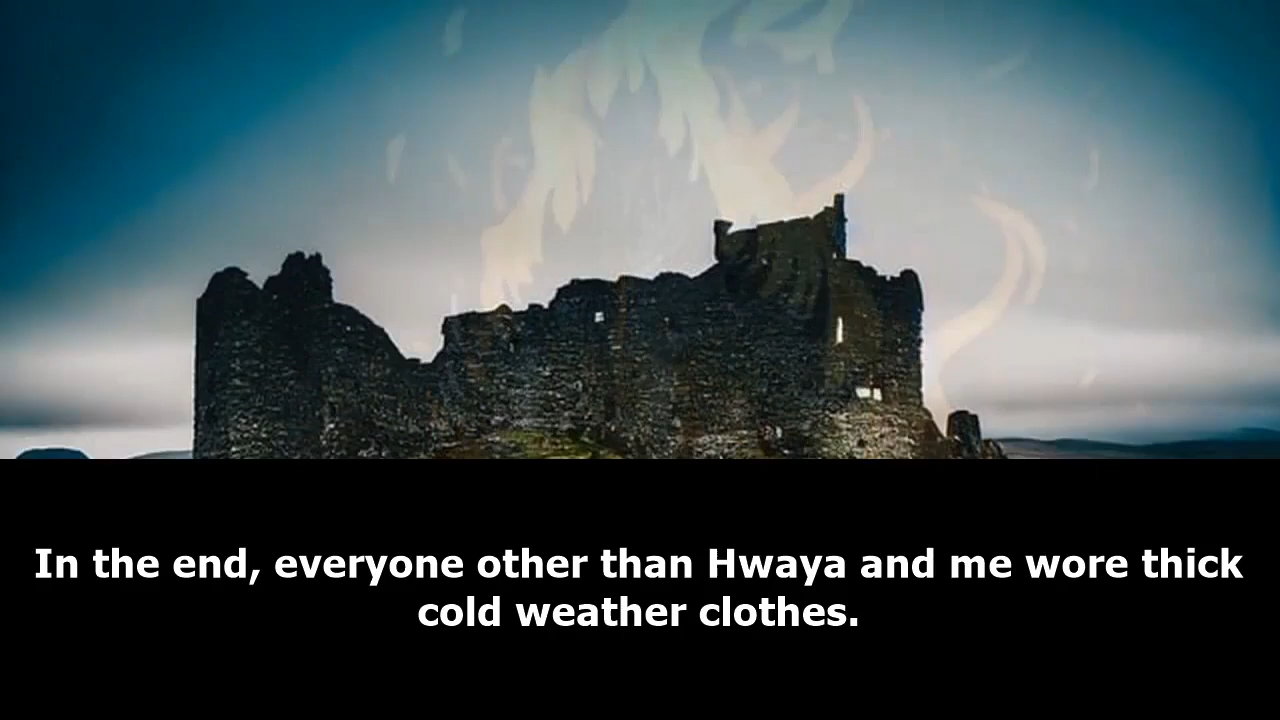 In the end, everyone other than Hwaya and me wore thick
cold weather clothes.